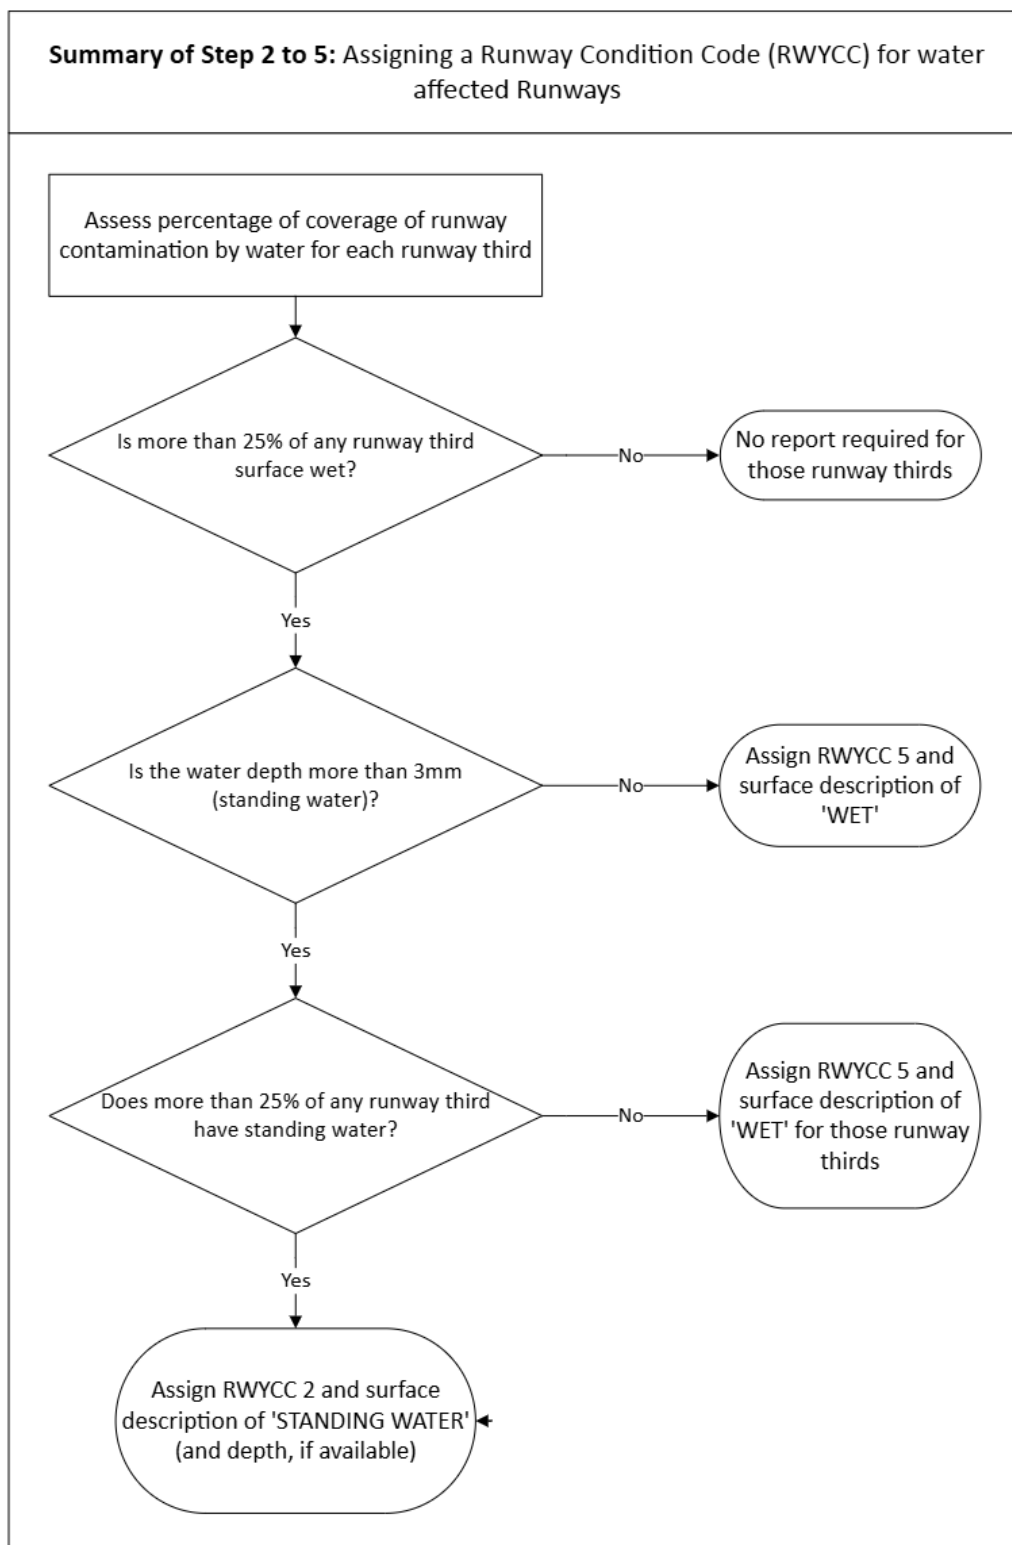 Summary of Step 2 to 5: Assigning a Runway Condition Code (RWYCC) for water
affected Runways
Assess percentage of coverage of runway
contamination by water for each runway third
Is more than 25% of any runway third
surface wet?
No
No report required for
those runway thirds
Yes
Is the water depth more than 3mm
(standing water)?
No
Assign RWYCC 5 and
surface description of
'WET'
Yes
Does more than 25% of any runway third
have standing water?
No
Assign RWYCC 5 and
surface description of
'WET' for those runway
thirds
Yes
Assign RWYCC 2 and surface
description of 'STANDING WATER'
(and depth, if available)